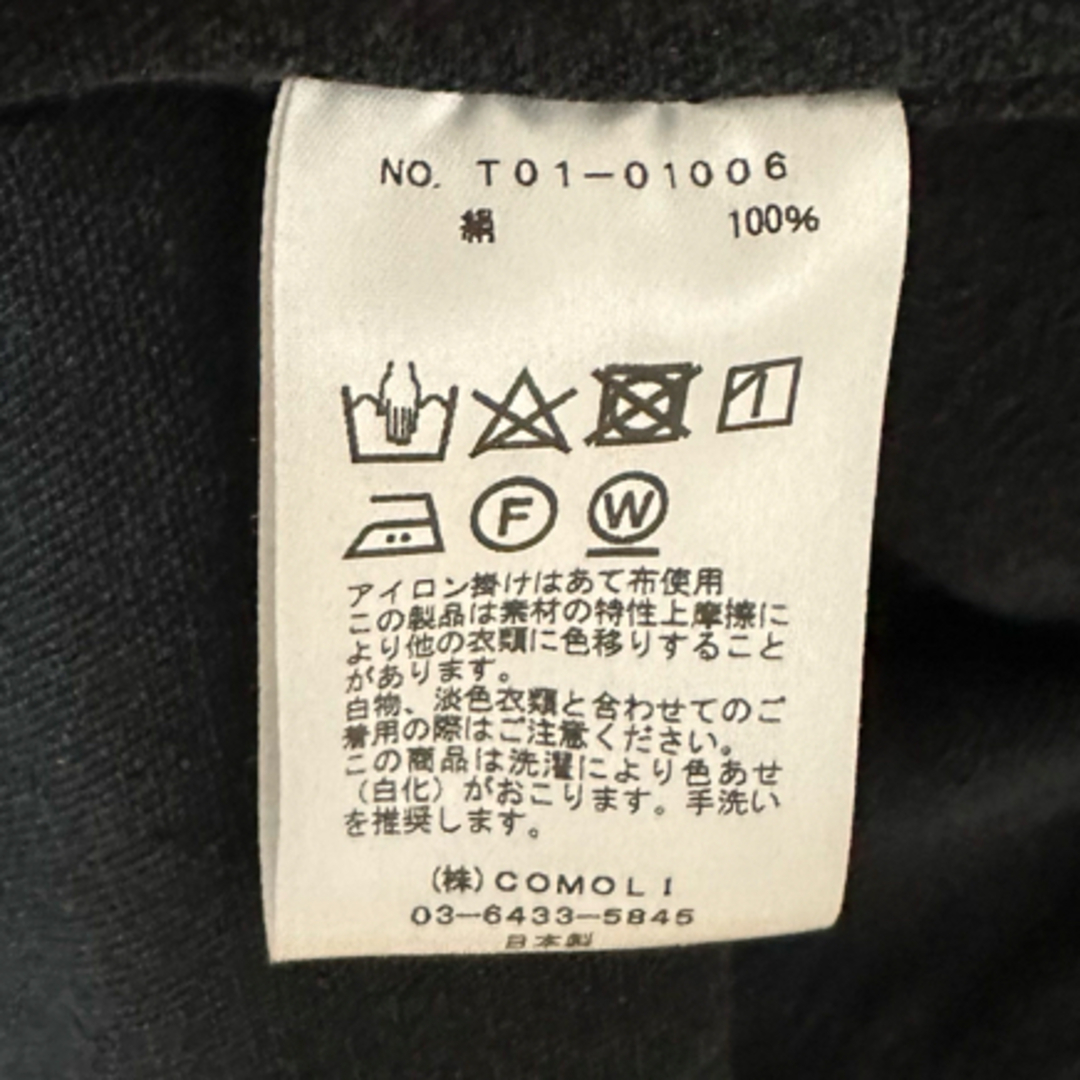 NO. T01-01006
絹 100%
F W
アイロン掛けはあて布使用
この製品は素材の特性上摩擦に
より他の衣類に色移りすること
があります。
白物、淡色衣類と合わせてのご
着用の際はご注意ください。
この商品は洗濯により色あせ
(白化)がおこります。手洗い
を推奨します。
(株)COMOLI
03-6433-5845
日本製